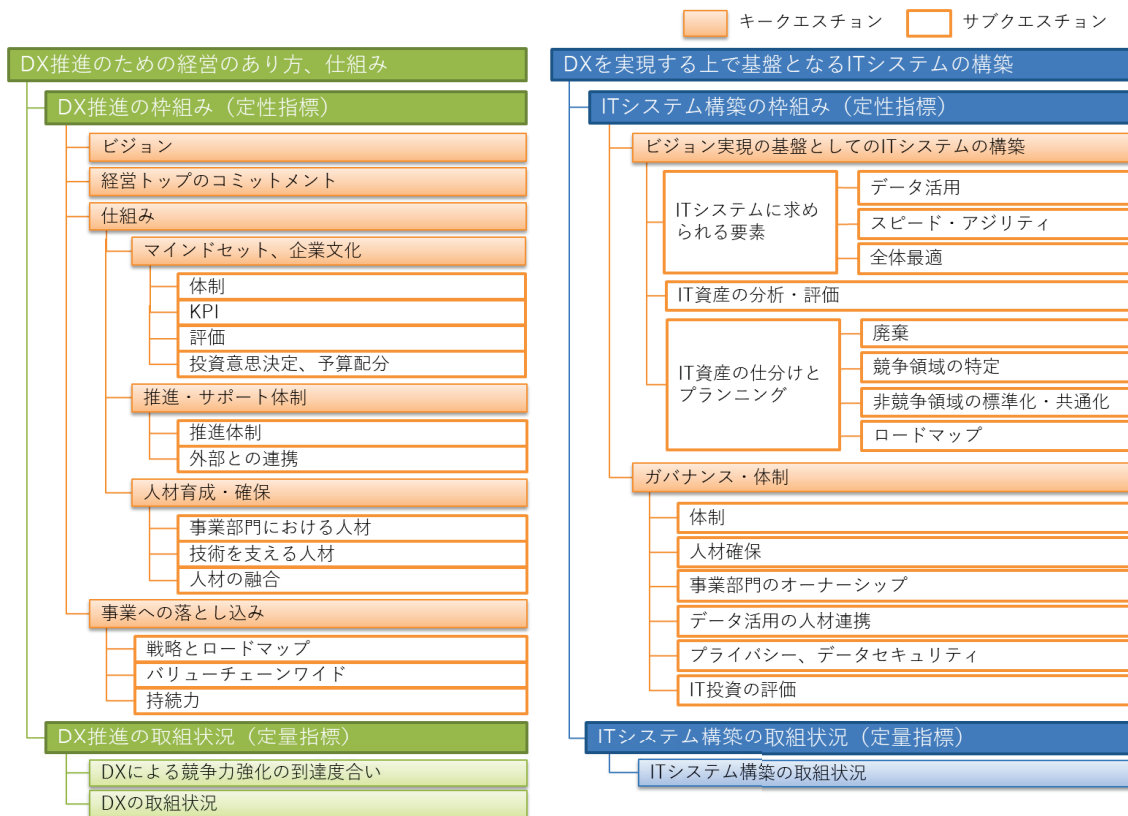 キークエスチョン
サブクエスチョン
DX推進のための経営のあり方、仕組み
DX推進の枠組み（定性指標）
ビジョン
経営トップのコミットメント
仕組み
マインドセット、企業文化
体制
KPI
評価
投資意思決定、予算配分
推進・サポート体制
推進体制
外部との連携
人材育成・確保
事業部門における人材
技術を支える人材
人材の融合
事業への落とし込み
戦略とロードマップ
バリューチェーンワイド
持続力
DX推進の取組状況（定量指標）
DXによる競争力強化の到達度合い
DXの取組状況
DXを実現する上で基盤となるITシステムの構築
ITシステム構築の枠組み（定性指標）
ビジョン実現の基盤としてのITシステムの構築
ITシステムに求め
られる要素
データ活用
スピード・アジリティ
全体最適
IT資産の分析・評価
IT資産の仕分けと
プランニング
廃棄
競争領域の特定
非競争領域の標準化・共通化
ロードマップ
ガバナンス・体制
体制
人材確保
事業部門のオーナーシップ
データ活用の人材連携
プライバシー、データセキュリティ
IT投資の評価
ITシステム構築の取組状況（定量指標）
ITシステム構築の取組状況